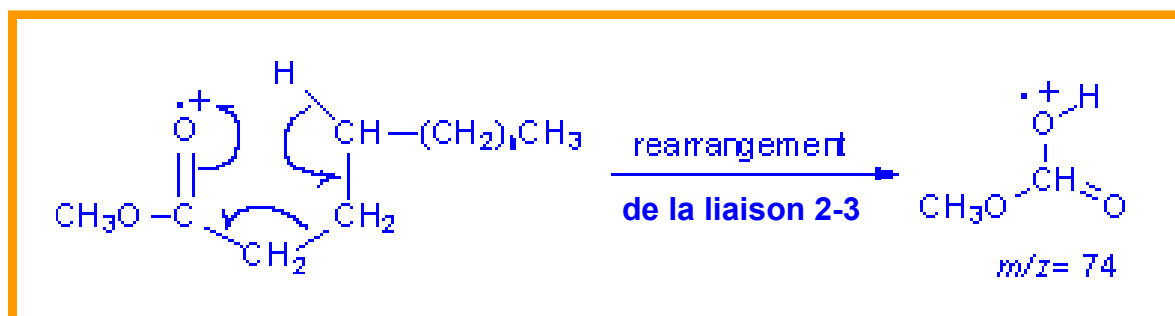 H
·+
O
CH—(CH₂)ₙCH₃
CH₃O—C
CH₂
CH₂
rearrangement
de la liaison 2-3
·+
O
H
CH
CH₃O
O
m/z= 74